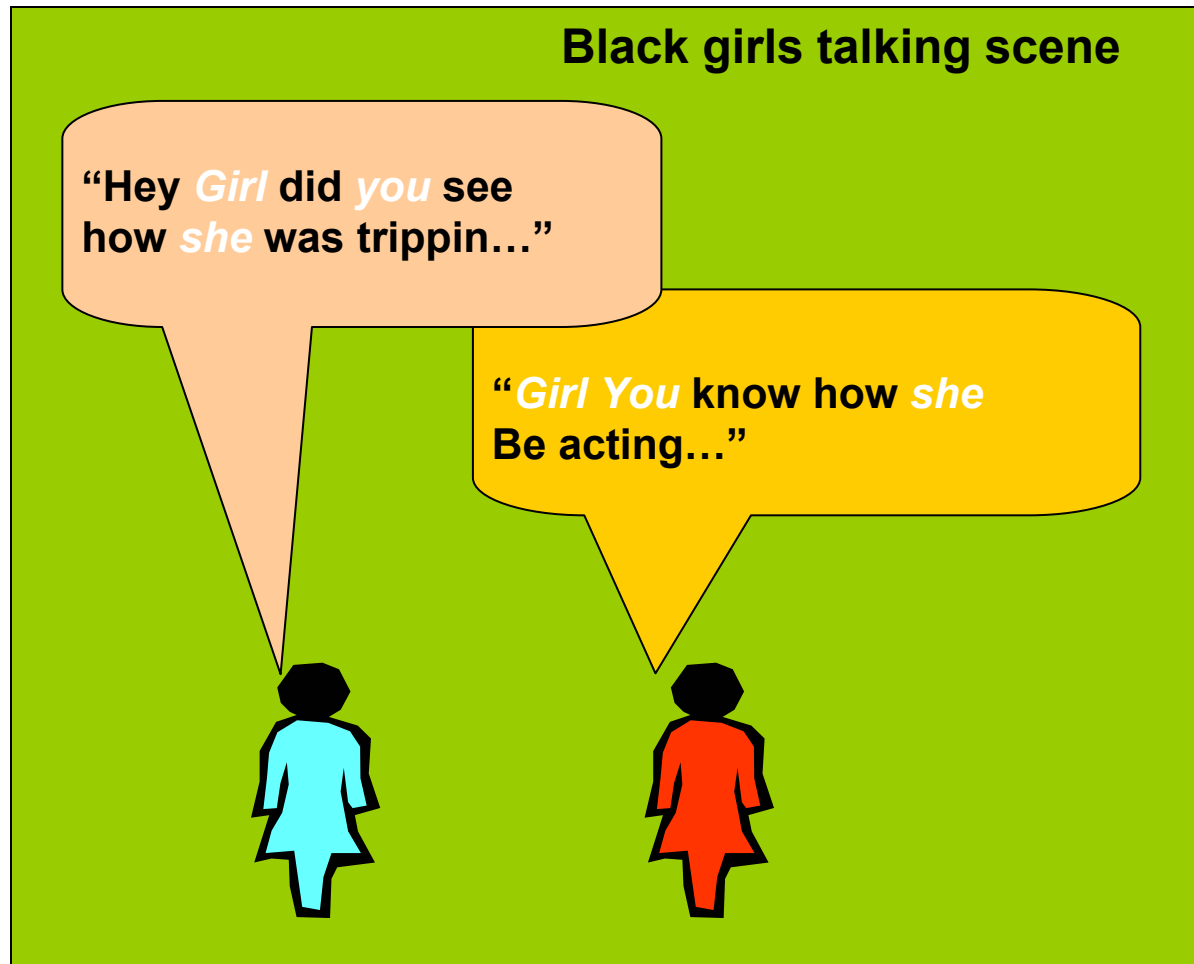 Black girls talking scene
“Hey Girl did you see
how she was trippin…”
“Girl You know how she
Be acting…”